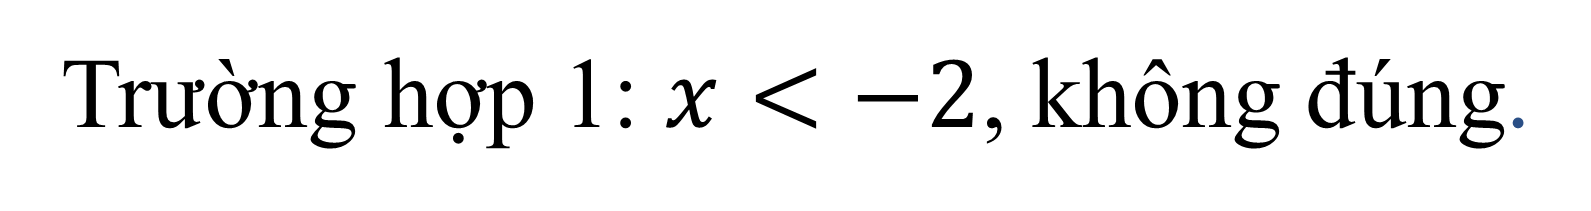 Trường hợp 1: x < −2, không đúng.